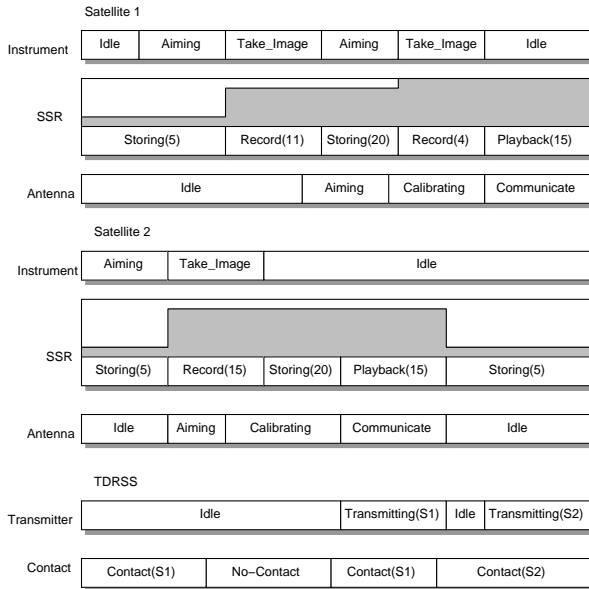 Satellite 1
Instrument Idle Aiming Take_Image Aiming Take_Image Idle
SSR
Storing(5) Record(11) Storing(20) Record(4) Playback(15)
Antenna Idle Aiming Calibrating Communicate
Satellite 2
Instrument Aiming Take_Image Idle
SSR
Storing(5) Record(15) Storing(20) Playback(15) Storing(5)
Antenna Idle Aiming Calibrating Communicate Idle
TDRSS
Transmitter Idle Transmitting(S1) Idle Transmitting(S2)
Contact Contact(S1) No−Contact Contact(S1) Contact(S2)